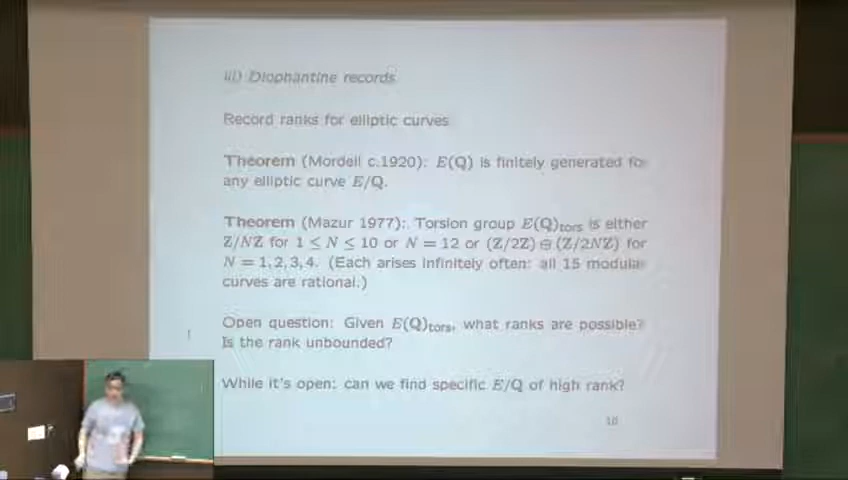 iii) Diophantine records
Record ranks for elliptic curves
Theorem (Mordell c.1920): E(Q) is finitely generated for
any elliptic curve E/Q.
Theorem (Mazur 1977): Torsion group E(Q)tors is either
Z/NZ for 1 ≤ N ≤ 10 or N = 12 or (Z/2Z) ⊕ (Z/2NZ) for
N = 1, 2, 3, 4. (Each arises infinitely often: all 15 modular
curves are rational.)
Open question: Given E(Q)tors, what ranks are possible?
Is the rank unbounded?
While it's open: can we find specific E/Q of high rank?